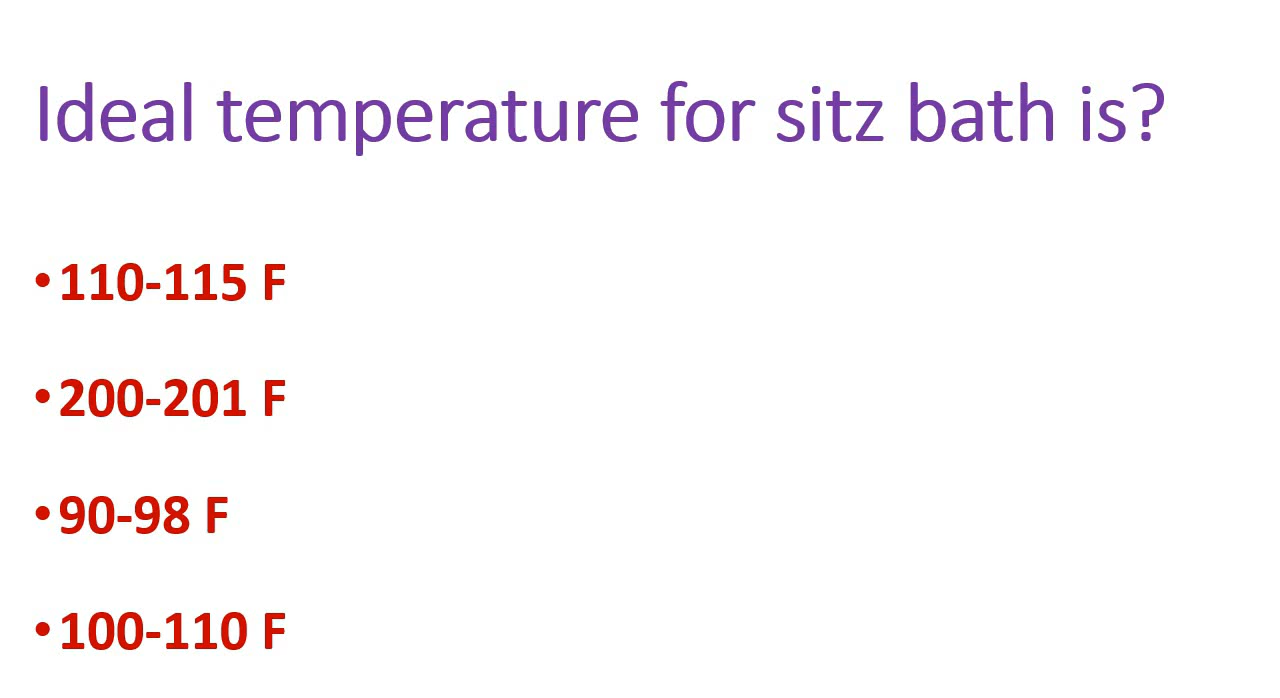 Ideal temperature for sitz bath is?
•110-115 F
•200-201 F
•90-98 F
•100-110 F